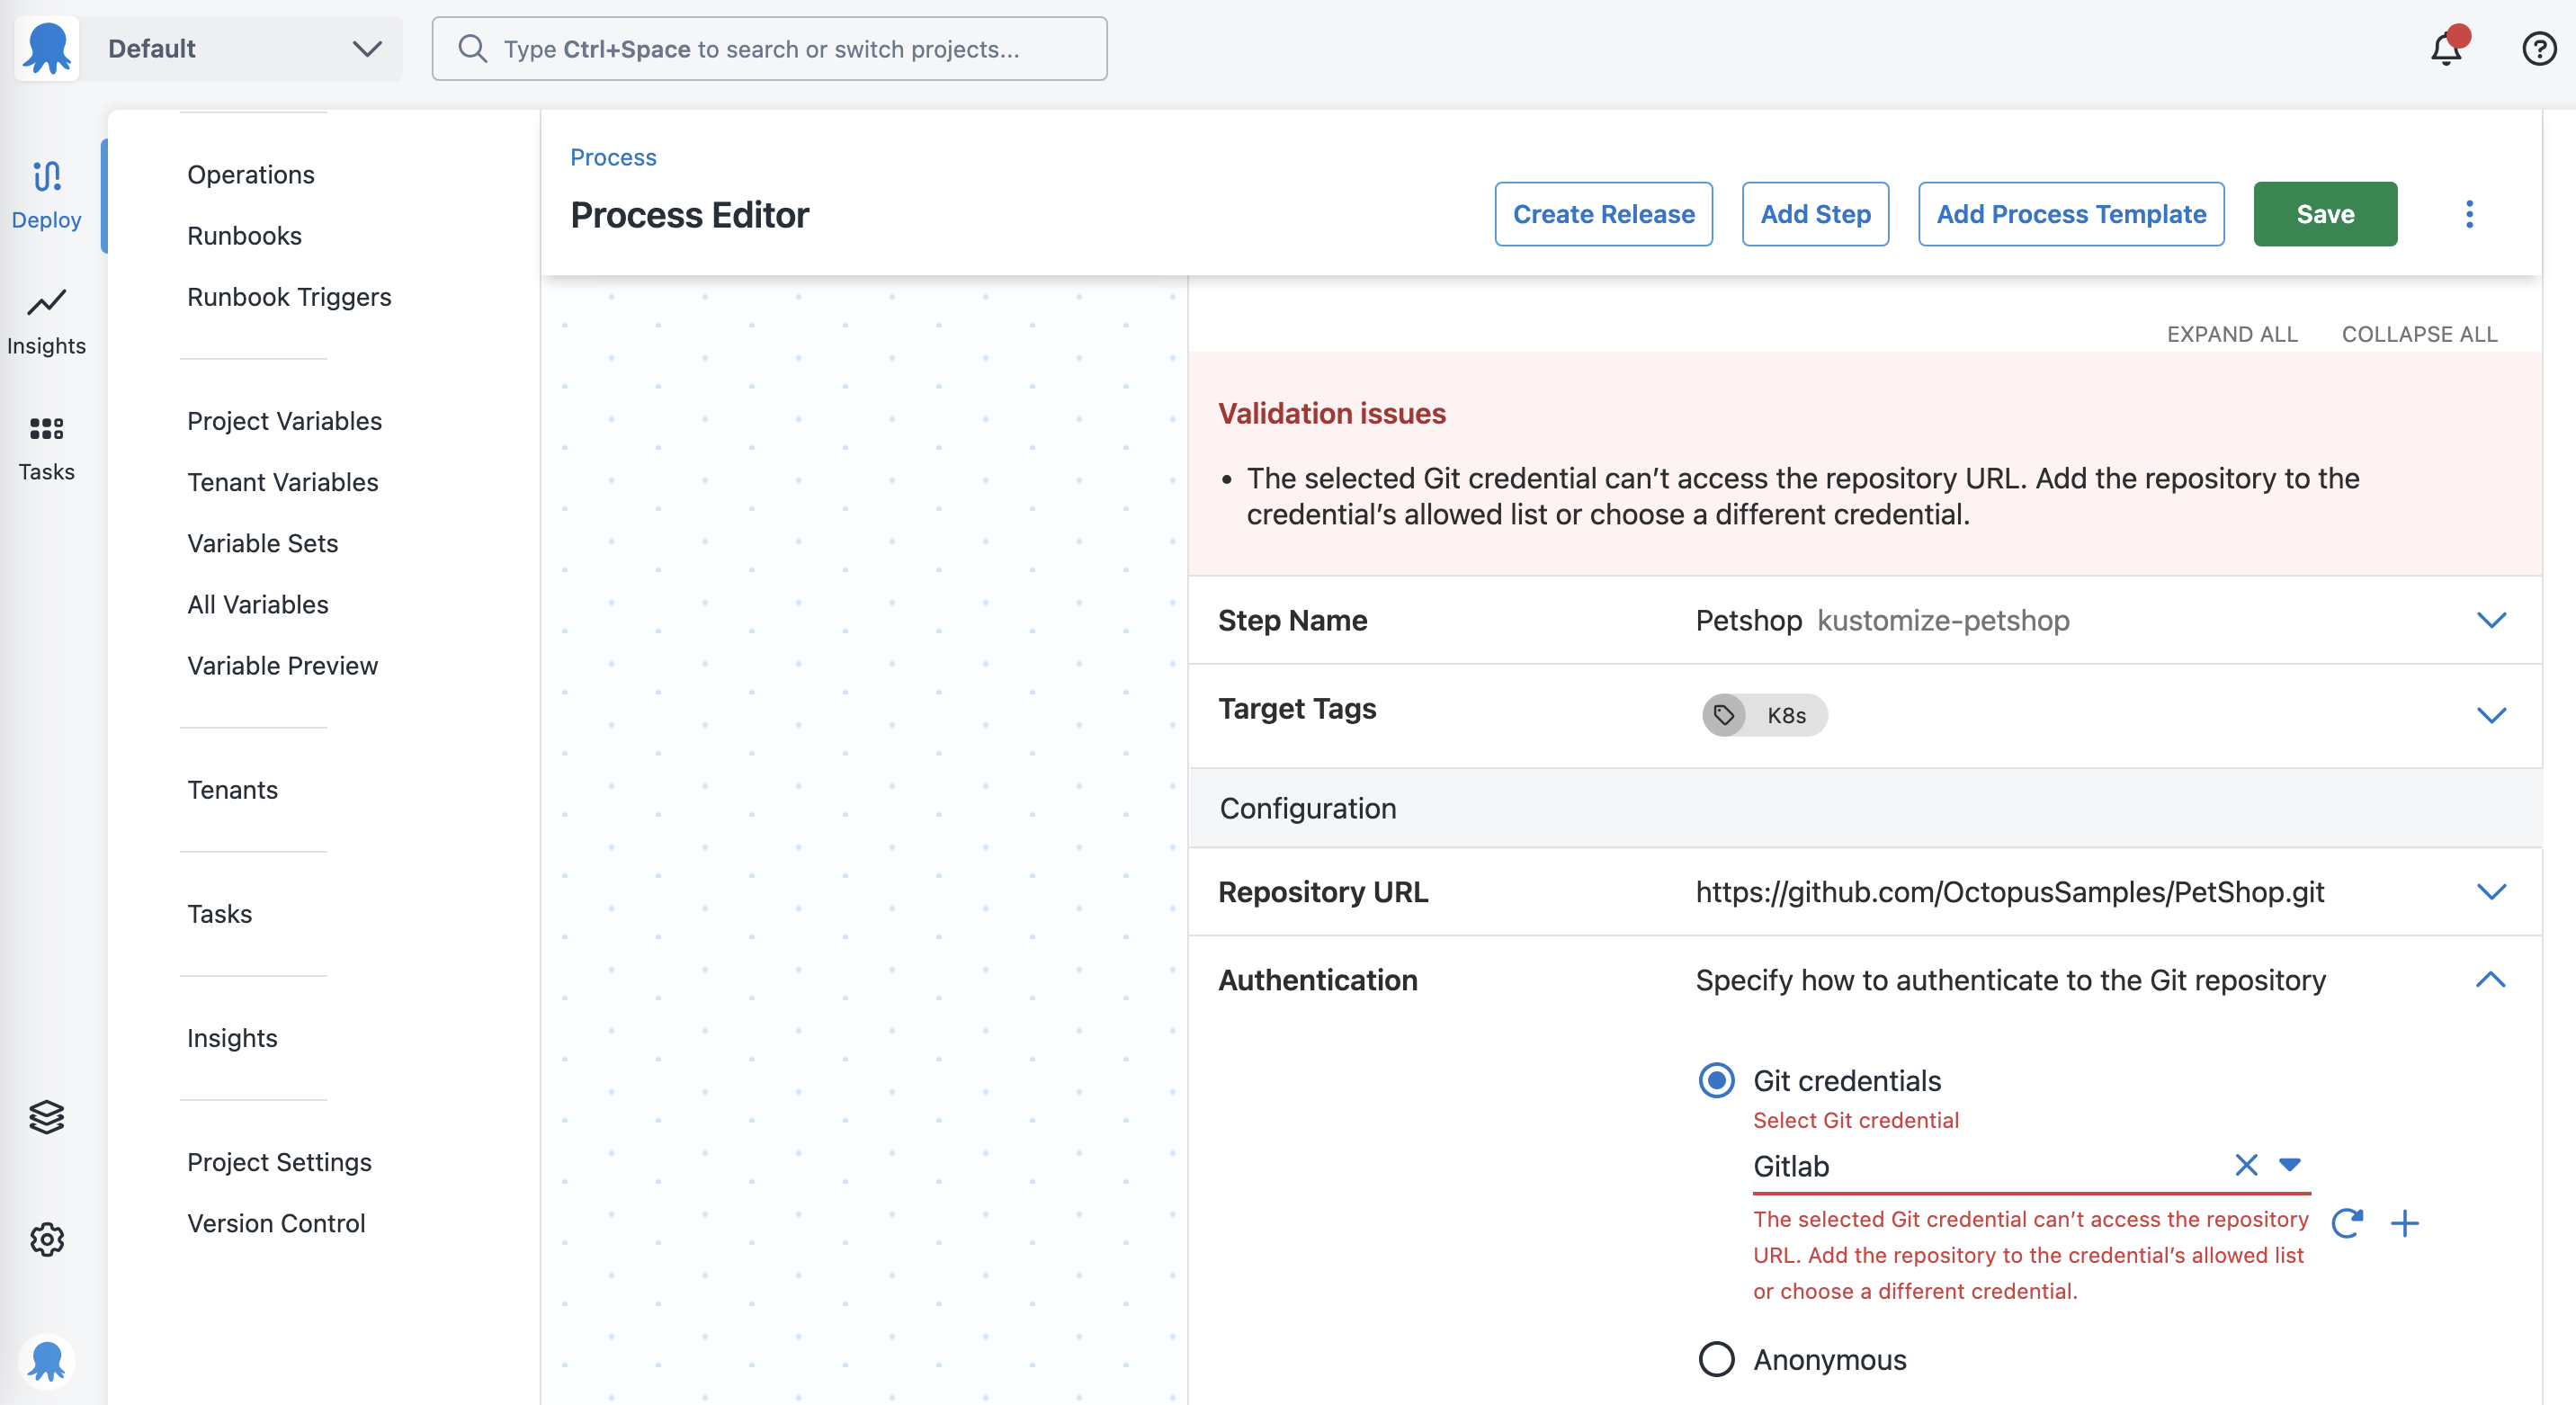 Default
Type Ctrl+Space to search or switch projects...
Deploy
Insights
Tasks
Operations
Runbooks
Runbook Triggers
Project Variables
Tenant Variables
Variable Sets
All Variables
Variable Preview
Tenants
Tasks
Insights
Project Settings
Version Control
Process
Process Editor
Create Release
Add Step
Add Process Template
Save
EXPAND ALL
COLLAPSE ALL
Validation issues
• The selected Git credential can’t access the repository URL. Add the repository to the
credential’s allowed list or choose a different credential.
Step Name
Petshop kustomize-petshop
Target Tags
K8s
Configuration
Repository URL
https://github.com/OctopusSamples/PetShop.git
Authentication
Specify how to authenticate to the Git repository
Git credentials
Select Git credential
Gitlab
The selected Git credential can’t access the repository
URL. Add the repository to the credential’s allowed list
or choose a different credential.
Anonymous